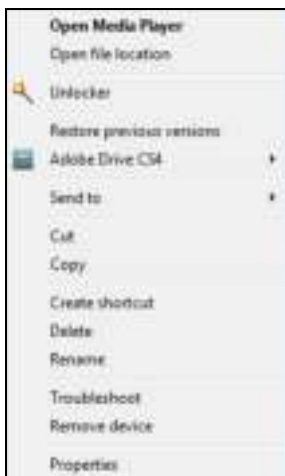 Open Media Player
Open file location
Unlocker
Restore previous versions
Adobe Drive CS4
Send to
Cut
Copy
Create shortcut
Delete
Rename
Troubleshoot
Remove device
Properties